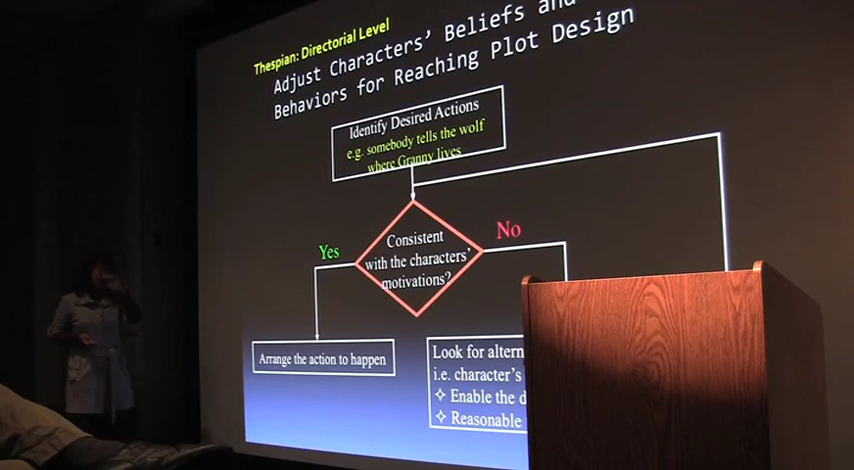 Thespian: Directorial Level
Adjust Characters' Beliefs and
Behaviors for Reaching Plot Design
Identify Desired Actions
e.g. somebody tells the wolf
where Granny lives
Yes
No
Consistent
with the characters'
motivations?
Arrange the action to happen
Look for
i.e. character's
✧ Enable the
✧ Reasonable